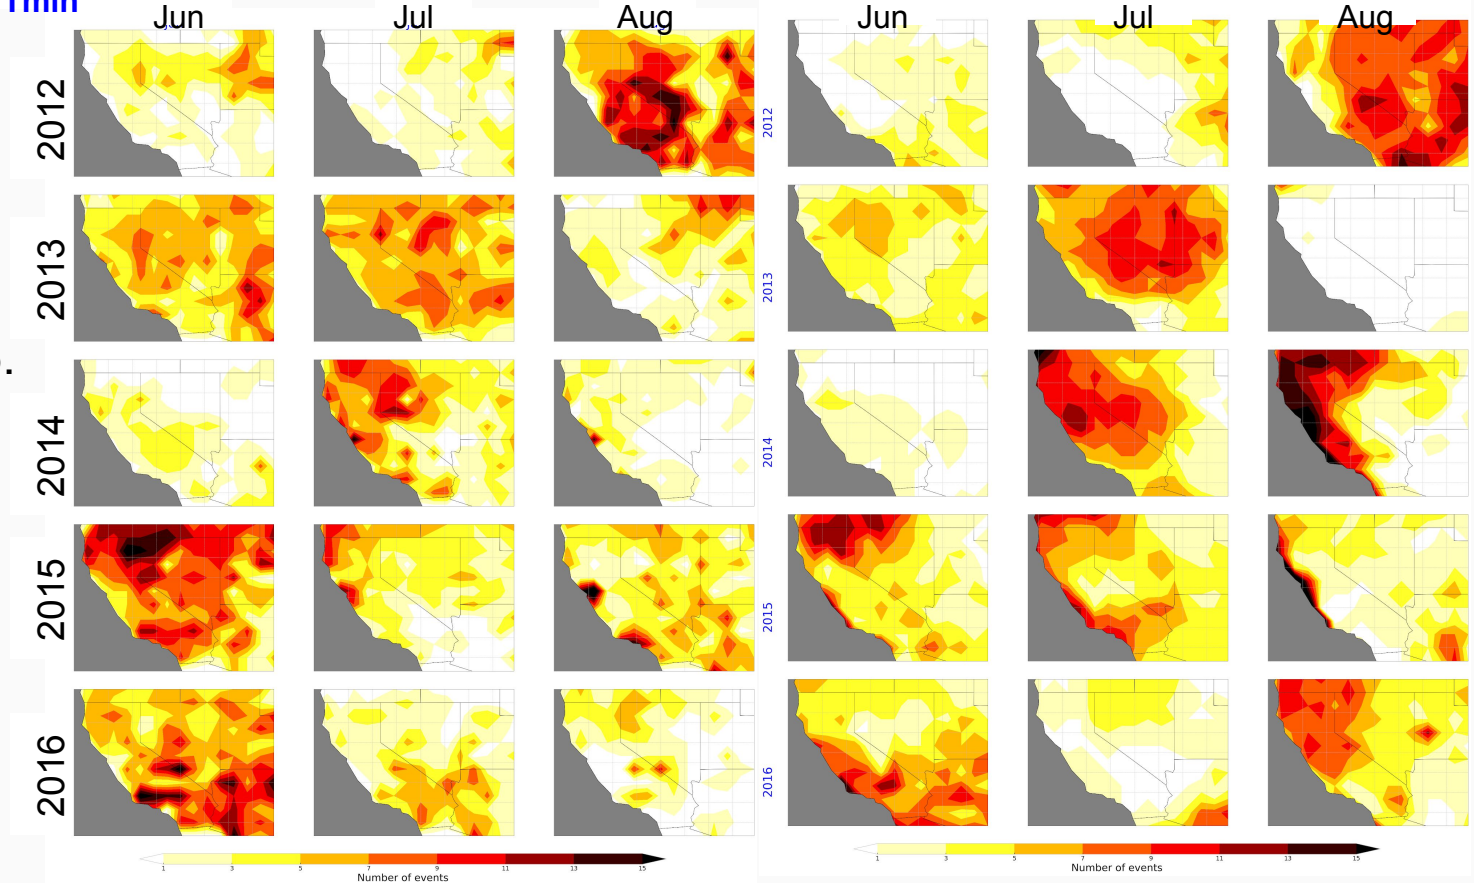 Tmin
Jun Jul Aug Jun Jul Aug
2012 2012
2013 2013
2014 2014
2015 2015
2016 2016
1 3 5 7 9 11 13 15
Number of events
1 3 5 7 9 11 13 15
Number of events